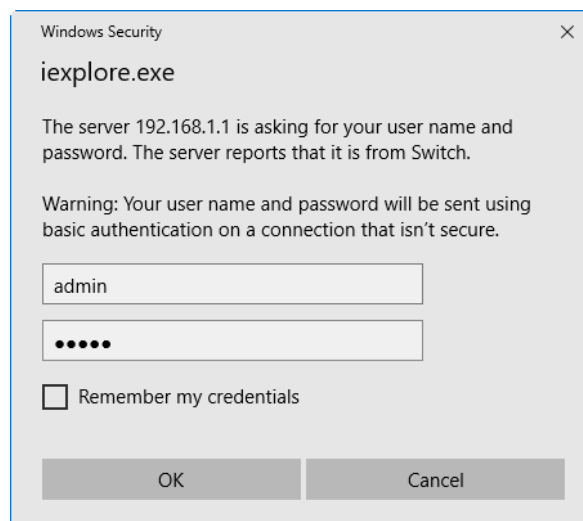 Windows Security
iexplore.exe
The server 192.168.1.1 is asking for your user name and
password. The server reports that it is from Switch.
Warning: Your user name and password will be sent using
basic authentication on a connection that isn’t secure.
admin
•••••
Remember my credentials
OK
Cancel